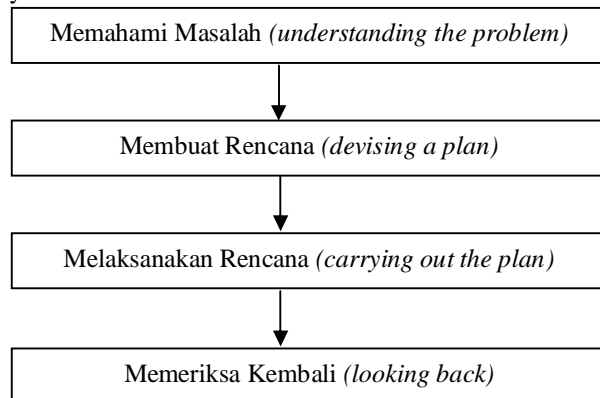 Memahami Masalah (understanding the problem)
Membuat Rencana (devising a plan)
Melaksanakan Rencana (carrying out the plan)
Memeriksa Kembali (looking back)